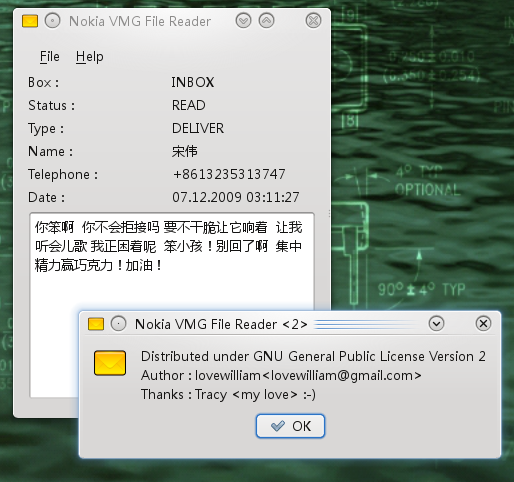 Nokia VMG File Reader
File Help
Box : INBOX
Status : READ
Type : DELIVER
Name : 宋伟
Telephone : +8613235313747
Date : 07.12.2009 03:11:27
你笨啊 你不会拒接吗 要不干脆让它响着 让我
听会儿歌 我正困着呢 笨小孩！别回了啊 集中
精力赢巧克力！加油！
Nokia VMG File Reader <2>
Distributed under GNU General Public License Version 2
Author : lovewilliam<lovewilliam@gmail.com>
Thanks : Tracy <my love> :-)
OK
4° TYP
OPTIONAL
90° ± 4° TYP